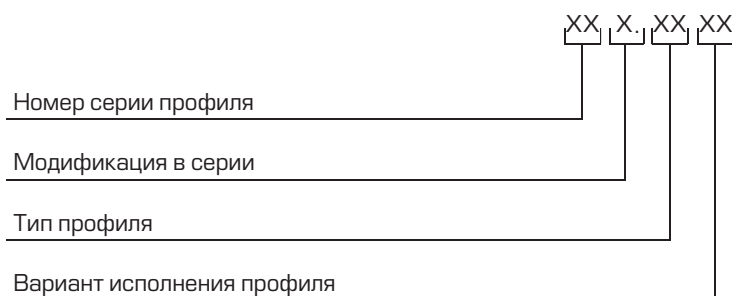 XX X. XX XX
Номер серии профиля
Модификация в серии
Тип профиля
Вариант исполнения профиля